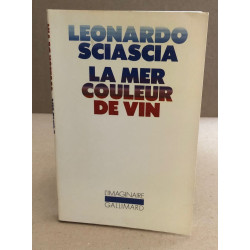 LEONARDO
SCIASCIA
LA MER
COULEUR
DE VIN
L'IMAGINAIRE
GALLIMARD